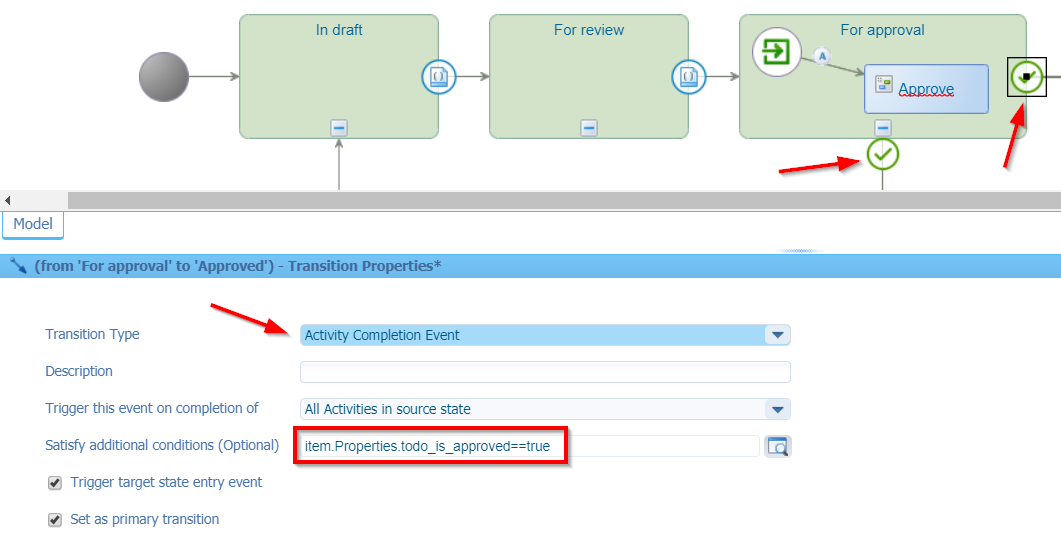 In draft
For review
For approval
A
Approve
Model
(from 'For approval' to 'Approved') - Transition Properties*
Transition Type
Activity Completion Event
Description
Trigger this event on completion of
All Activities in source state
Satisfy additional conditions (Optional)
item.Properties.todo_is_approved==true
Trigger target state entry event
Set as primary transition